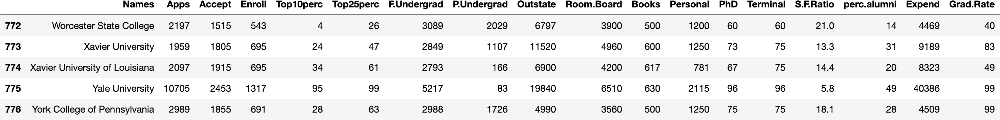 Names Apps Accept Enroll Top10perc Top25perc F.Undergrad P.Undergrad Outstate Room.Board Books Personal PhD Terminal S.F.Ratio perc.alumni Expend Grad.Rate
772 Worcester State College 2197 1515 543 4 26 3089 2029 6797 3900 500 1200 60 60 21.0 14 4469 40
773 Xavier University 1959 1805 695 24 47 2849 1107 11520 4960 600 1250 73 75 13.3 31 9189 83
774 Xavier University of Louisiana 2097 1915 695 34 61 2793 166 6900 4200 617 781 67 75 14.4 20 8323 49
775 Yale University 10705 2453 1317 95 99 5217 83 19840 6510 630 2115 96 96 5.8 49 40386 99
776 York College of Pennsylvania 2989 1855 691 28 63 2988 1726 4990 3560 500 1250 75 75 18.1 28 4509 99